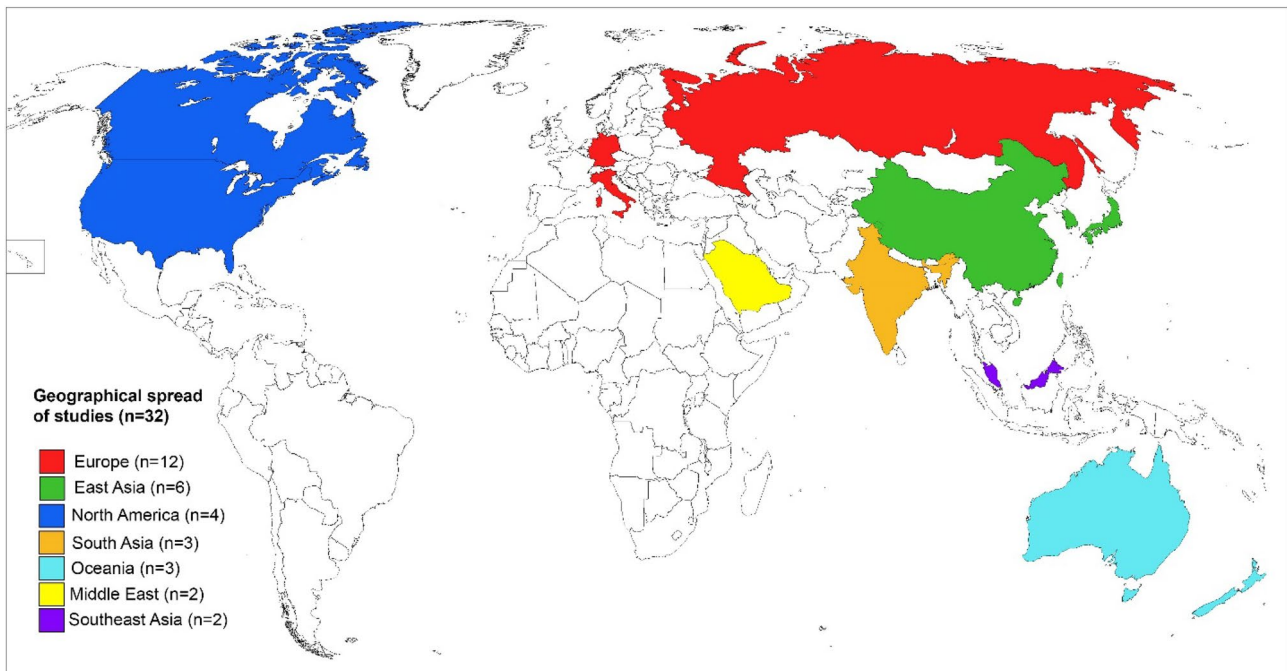 Geographical spread
of studies (n=32)
Europe (n=12)
East Asia (n=6)
North America (n=4)
South Asia (n=3)
Oceania (n=3)
Middle East (n=2)
Southeast Asia (n=2)